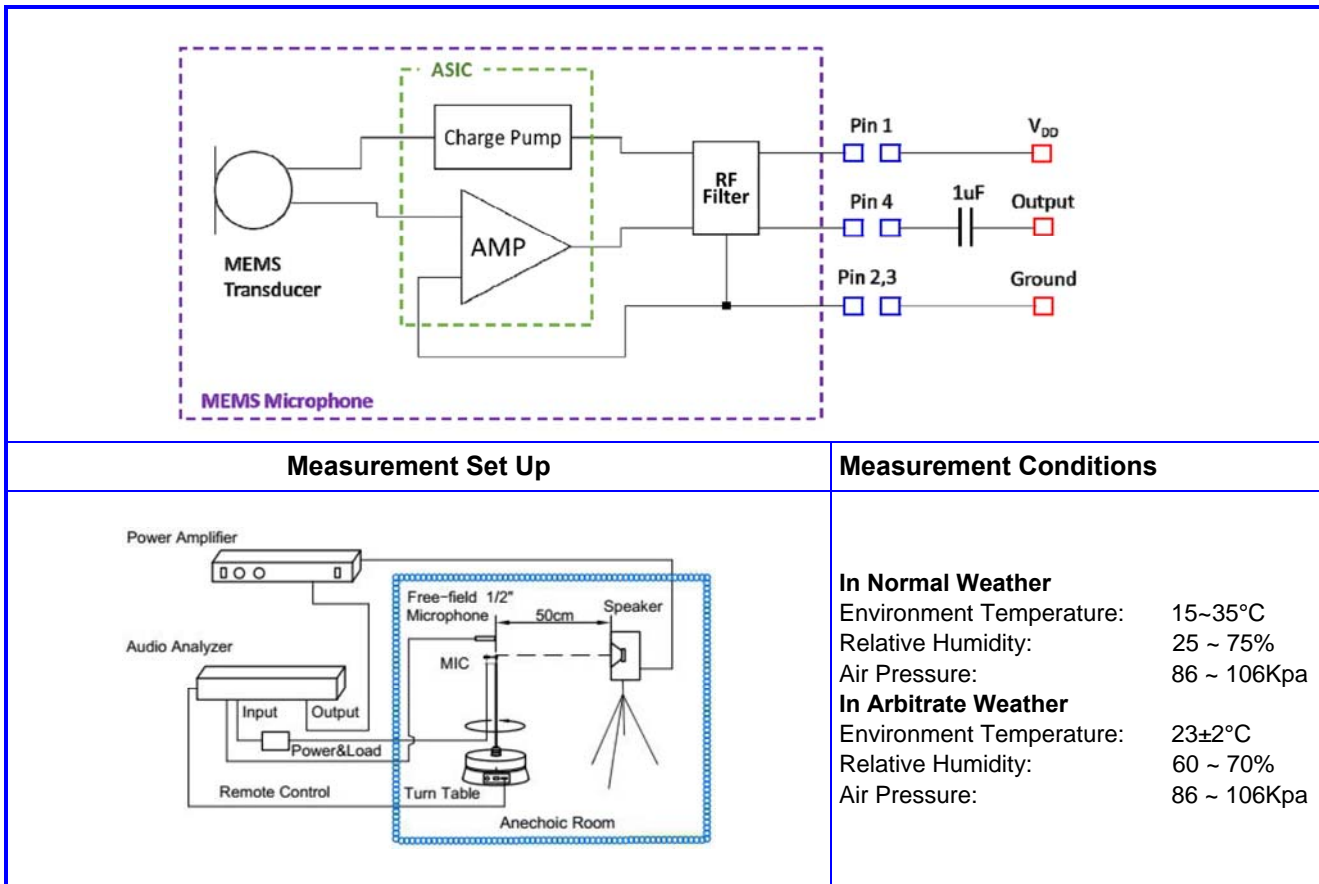 ASIC
Charge Pump
Pin 1
VDD
RF
Filter
1uF
Pin 4
Output
AMP
MEMS
Transducer
Pin 2,3
Ground
MEMS Microphone
Measurement Set Up
Measurement Conditions
Power Amplifier
Free-field 1/2"
Microphone
50cm
Speaker
Audio Analyzer
MIC
Input
Output
Power&Load
Remote Control
Turn Table
Anechoic Room
In Normal Weather
Environment Temperature: 15~35°C
Relative Humidity: 25 ~ 75%
Air Pressure: 86 ~ 106Kpa
In Arbitrate Weather
Environment Temperature: 23±2°C
Relative Humidity: 60 ~ 70%
Air Pressure: 86 ~ 106Kpa